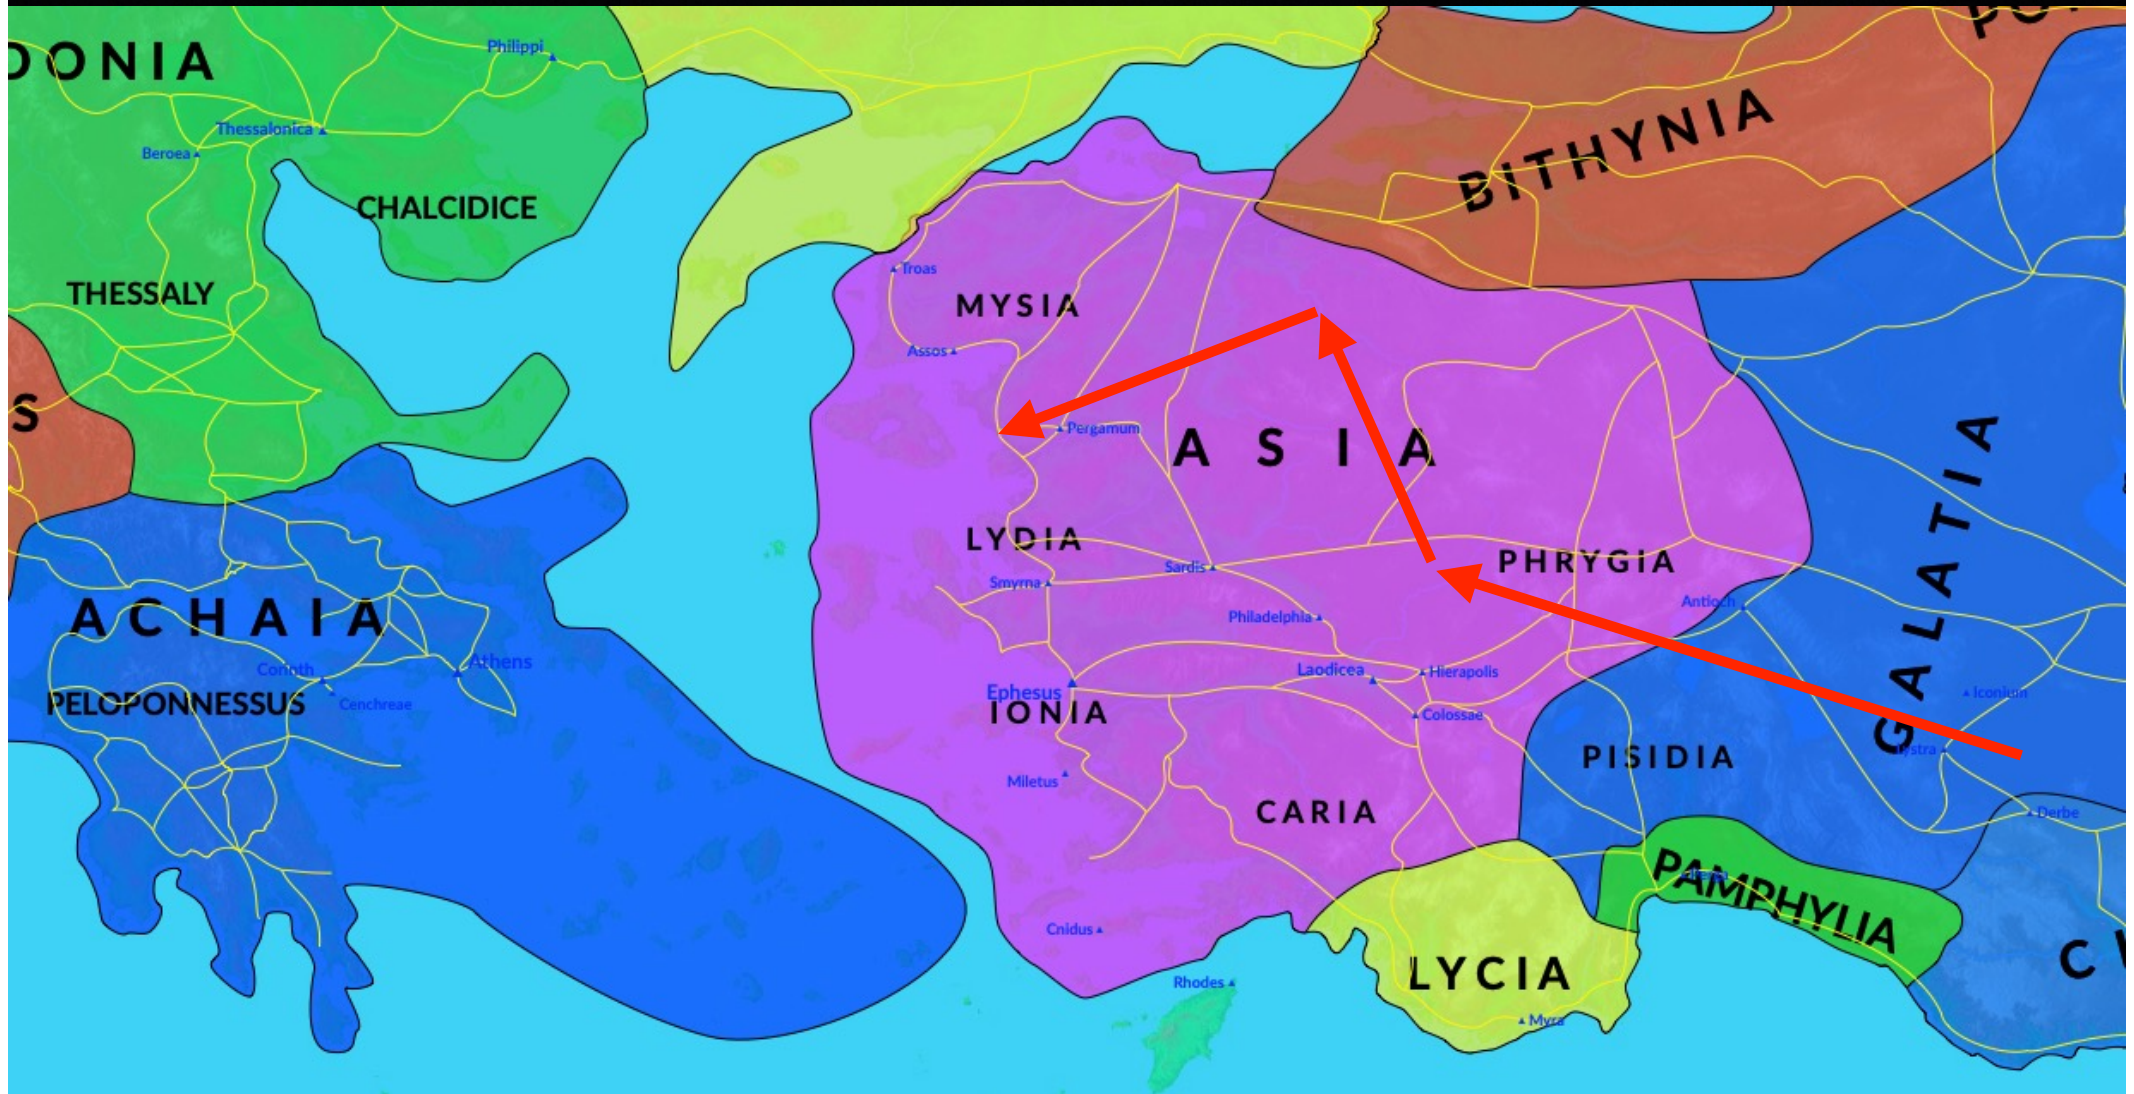 DONIA
Philippi
Thessalonica
Beroea
CHALCIDICE
THESSALY
S
ACHAIA
Corinth
Athens
PELOPONNESSUS
Cenchreae
BITHYNIA
Troas
MYSIA
Assos
Pergamum
ASIA
LYDIA
Smyrna
Sardis
PHRYGIA
Antioch
Philadelphia
Laodicea
Hierapolis
Ephesus
IONIA
Colossae
Miletus
CARIA
PISIDIA
GALATIA
Iconium
Lystra
Derbe
PAMPHYLIA
Cnidus
Rhodes
LYCIA
Myra
C